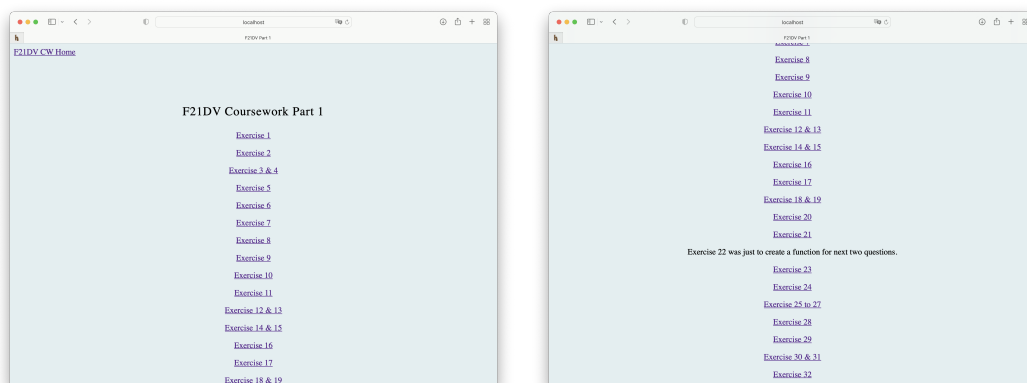 localhost
F21DV Part 1
F21DV CW Home
F21DV Coursework Part 1
Exercise 1
Exercise 2
Exercise 3 & 4
Exercise 5
Exercise 6
Exercise 7
Exercise 8
Exercise 9
Exercise 10
Exercise 11
Exercise 12 & 13
Exercise 14 & 15
Exercise 16
Exercise 17
Exercise 18 & 19
localhost
F21DV Part 1
Exercise 7
Exercise 8
Exercise 9
Exercise 10
Exercise 11
Exercise 12 & 13
Exercise 14 & 15
Exercise 16
Exercise 17
Exercise 18 & 19
Exercise 20
Exercise 21
Exercise 22 was just to create a function for next two questions.
Exercise 23
Exercise 24
Exercise 25 to 27
Exercise 28
Exercise 29
Exercise 30 & 31
Exercise 32